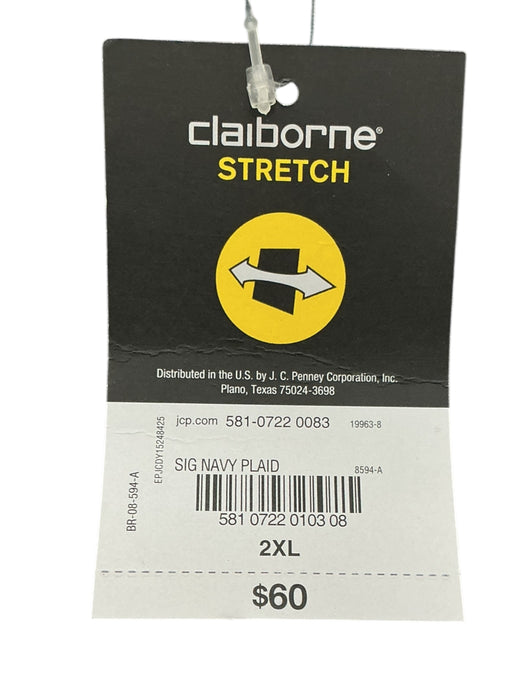 claiborne®
STRETCH
Distributed in the U.S. by J. C. Penney Corporation, Inc.
Plano, Texas 75024-3698
jcp.com 581-0722 0083 19963-8
EPJCDY15248425
BR-08-594-A
SIG NAVY PLAID 8594-A
581 0722 0103 08
2XL
$60